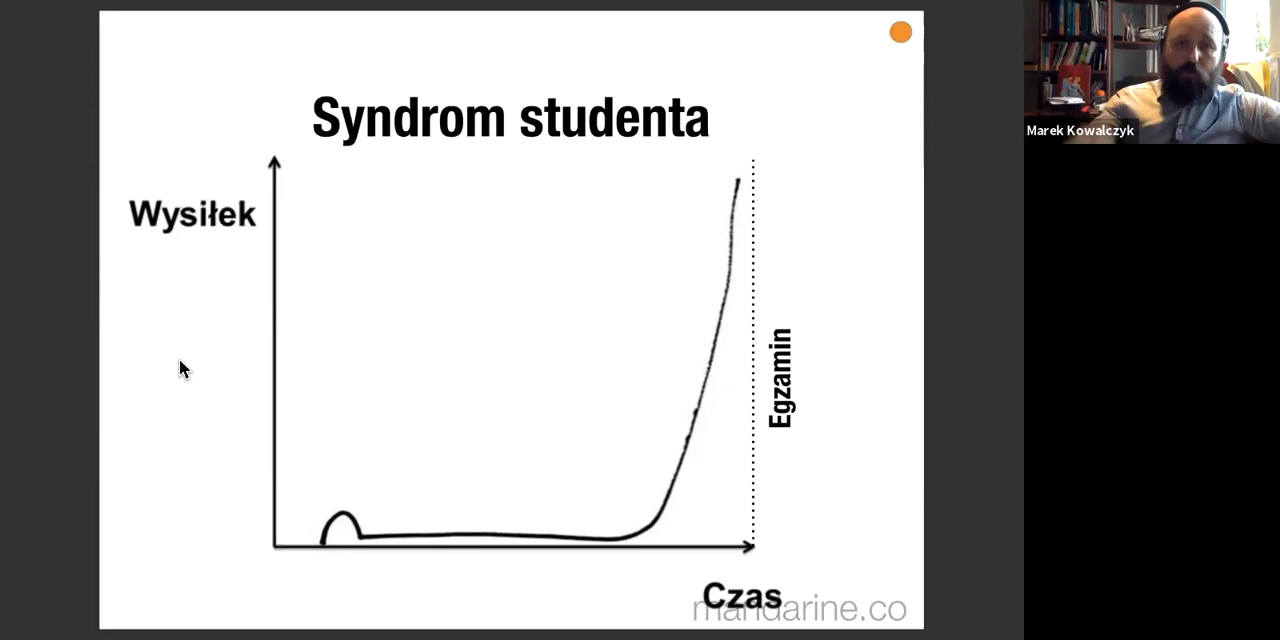 Syndrom studenta
Wysiłek
Egzamin
Czas
mandarine.co
Marek Kowalczyk